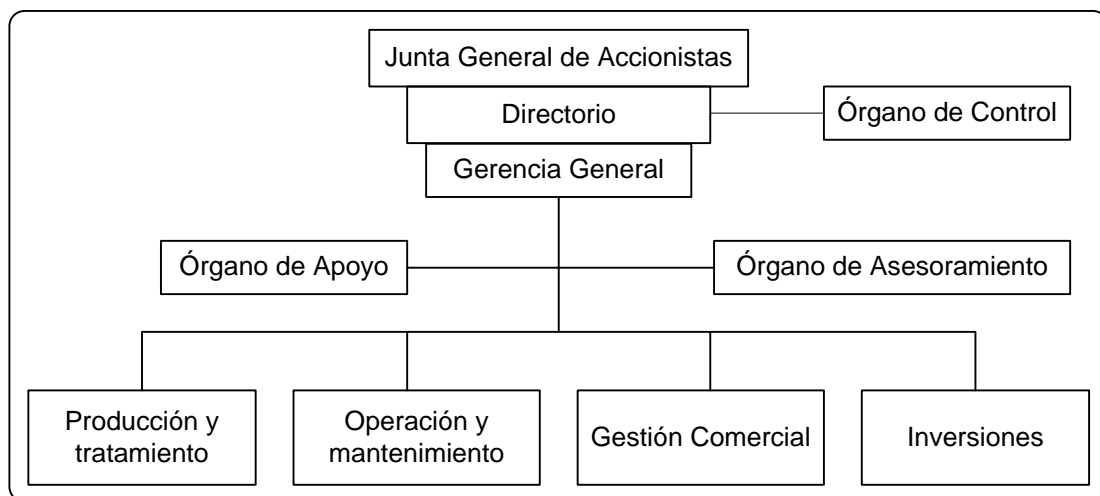 Junta General de Accionistas
Directorio
Órgano de Control
Gerencia General
Órgano de Apoyo
Órgano de Asesoramiento
Producción y
tratamiento
Operación y
mantenimiento
Gestión Comercial
Inversiones